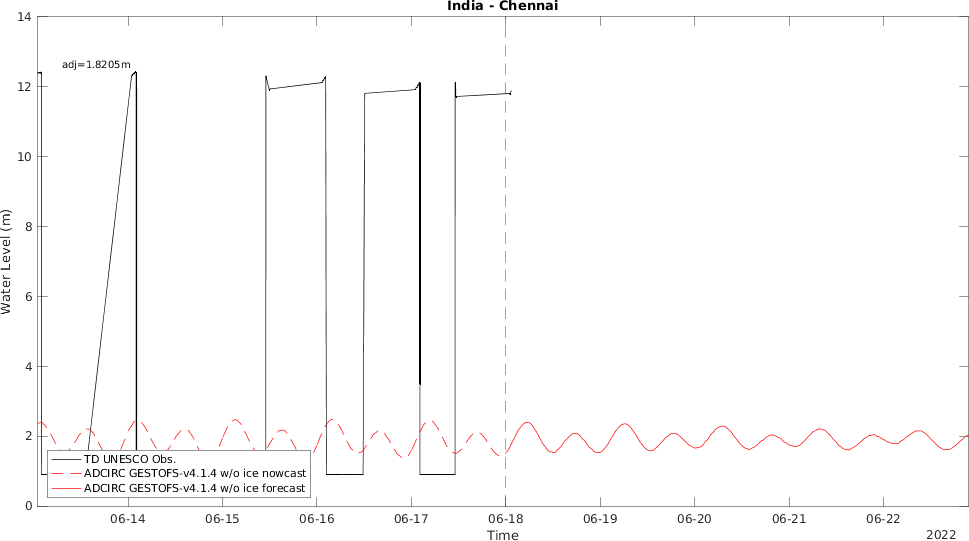 India - Chennai
14
12
10
8
6
4
2
0
Water Level (m)
adj=1.8205m
TD UNESCO Obs.
ADCIRC GESTOFS-v4.1.4 w/o ice nowcast
ADCIRC GESTOFS-v4.1.4 w/o ice forecast
06-14 06-15 06-16 06-17 06-18 06-19 06-20 06-21 06-22
Time
2022